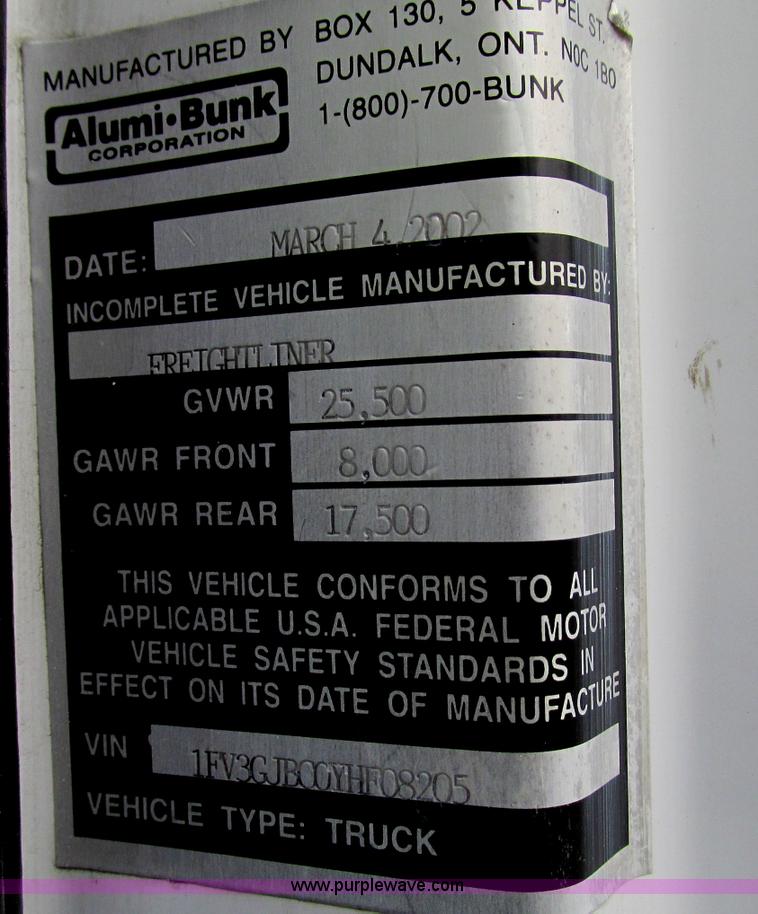 MANUFACTURED BY
BOX 130, 5 KEPPEL ST.
DUNDALK, ONT. N0C 1B0
1-(800)-700-BUNK
Alumi•Bunk
CORPORATION
DATE: MARCH 4,2002
INCOMPLETE VEHICLE MANUFACTURED BY:
FREIGHTLINER
GVWR 25,500
GAWR FRONT 8,000
GAWR REAR 17,500
THIS VEHICLE CONFORMS TO ALL
APPLICABLE U.S.A. FEDERAL MOTOR
VEHICLE SAFETY STANDARDS IN
EFFECT ON ITS DATE OF MANUFACTURE
VIN 1FV3GJBC0YHF08205
VEHICLE TYPE: TRUCK
www.purplewave.com